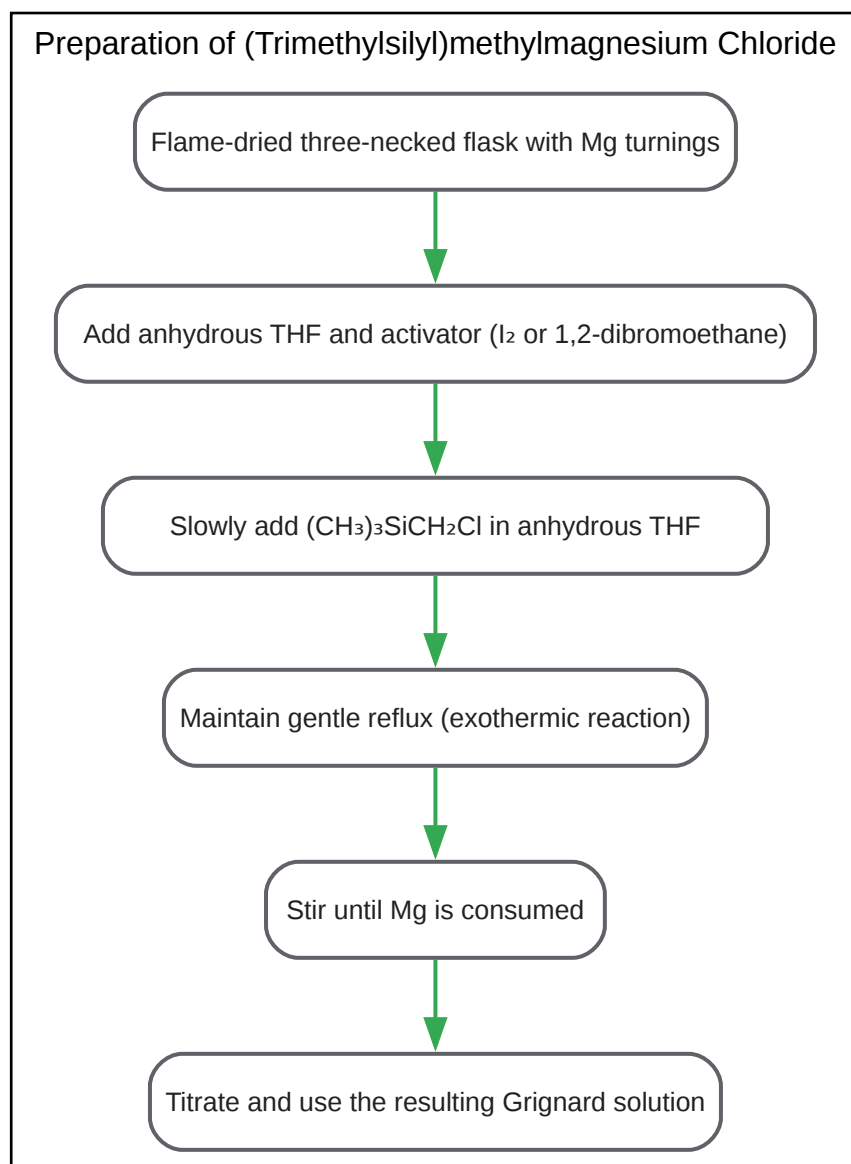 Preparation of (Trimethylsilyl)methylmagnesium Chloride
Flame-dried three-necked flask with Mg turnings
Add anhydrous THF and activator (I₂ or 1,2-dibromoethane)
Slowly add (CH₃)₃SiCH₂Cl in anhydrous THF
Maintain gentle reflux (exothermic reaction)
Stir until Mg is consumed
Titrate and use the resulting Grignard solution